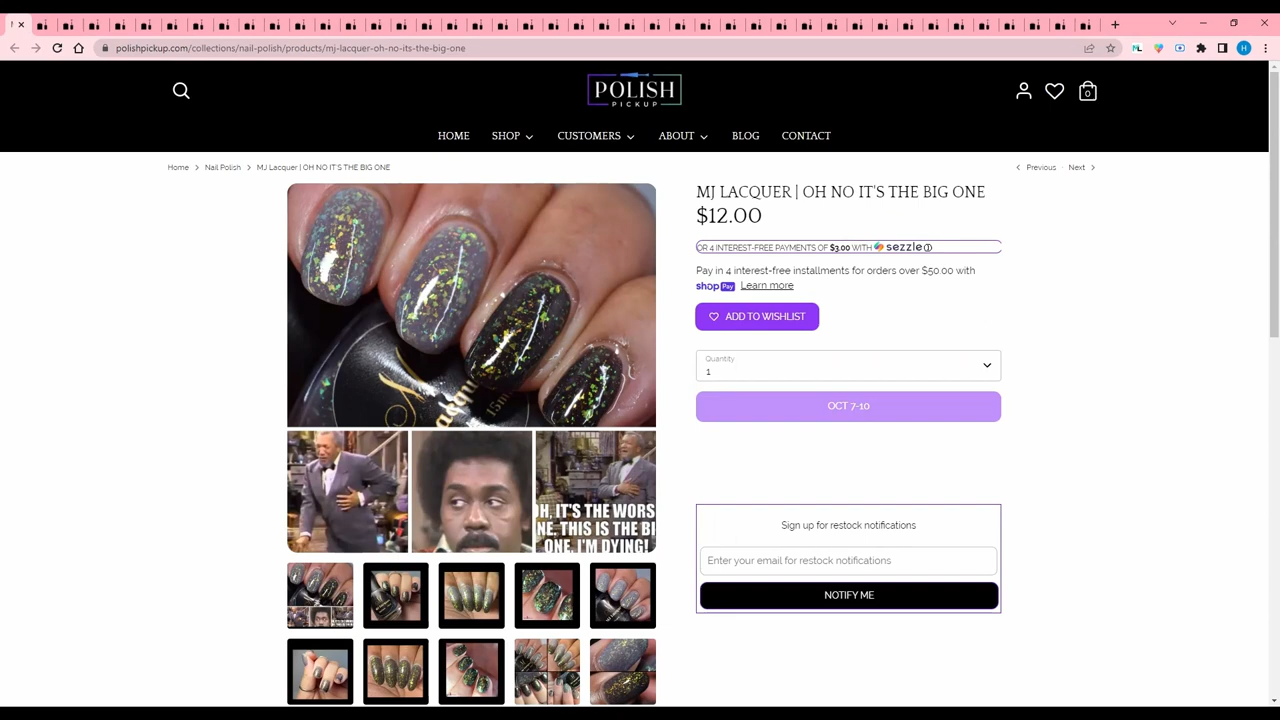 polishpickup.com/collections/nail-polish/products/mj-lacquer-oh-no-its-the-big-one
POLISH
PICKUP
0
HOME
SHOP
CUSTOMERS
ABOUT
BLOG
CONTACT
Home > Nail Polish > MJ Lacquer | OH NO IT'S THE BIG ONE
< Previous · Next >
MJ LACQUER | OH NO IT'S THE BIG ONE
$12.00
OR 4 INTEREST-FREE PAYMENTS OF $3.00 WITH sezzle
Pay in 4 interest-free installments for orders over $50.00 with
shop Pay Learn more
ADD TO WISHLIST
Quantity
1
OCT 7-10
Sign up for restock notifications
Enter your email for restock notifications
NOTIFY ME
15m
OH, IT'S THE WORS
NE. THIS IS THE BI
ONE, I'M DYING!